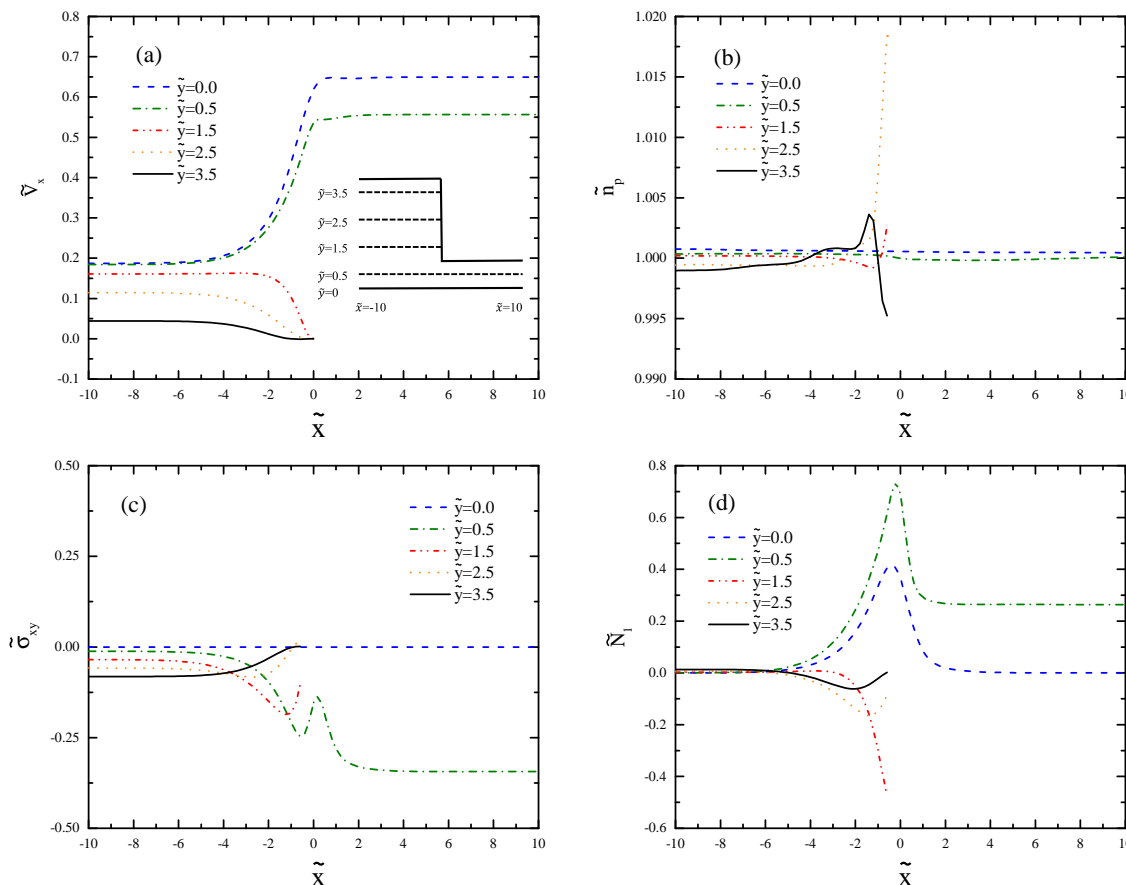 (a)
ỹ=0.0
ỹ=0.5
ỹ=1.5
ỹ=2.5
ỹ=3.5
0.8
0.7
0.6
0.5
0.4
0.3
0.2
0.1
0.0
-0.1
ṽx
ỹ=3.5
ỹ=2.5
ỹ=1.5
ỹ=0.5
ỹ=0
x̃=-10 x̃=10
-10 -8 -6 -4 -2 0 2 4 6 8 10
x̃
(b)
ỹ=0.0
ỹ=0.5
ỹ=1.5
ỹ=2.5
ỹ=3.5
1.020
1.015
1.010
1.005
1.000
0.995
0.990
ñp
-10 -8 -6 -4 -2 0 2 4 6 8 10
x̃
(c)
ỹ=0.0
ỹ=0.5
ỹ=1.5
ỹ=2.5
ỹ=3.5
0.50
0.25
0.00
-0.25
-0.50
σ̃xy
-10 -8 -6 -4 -2 0 2 4 6 8 10
x̃
(d)
ỹ=0.0
ỹ=0.5
ỹ=1.5
ỹ=2.5
ỹ=3.5
0.8
0.6
0.4
0.2
0.0
-0.2
-0.4
-0.6
Ñ1
-10 -8 -6 -4 -2 0 2 4 6 8 10
x̃